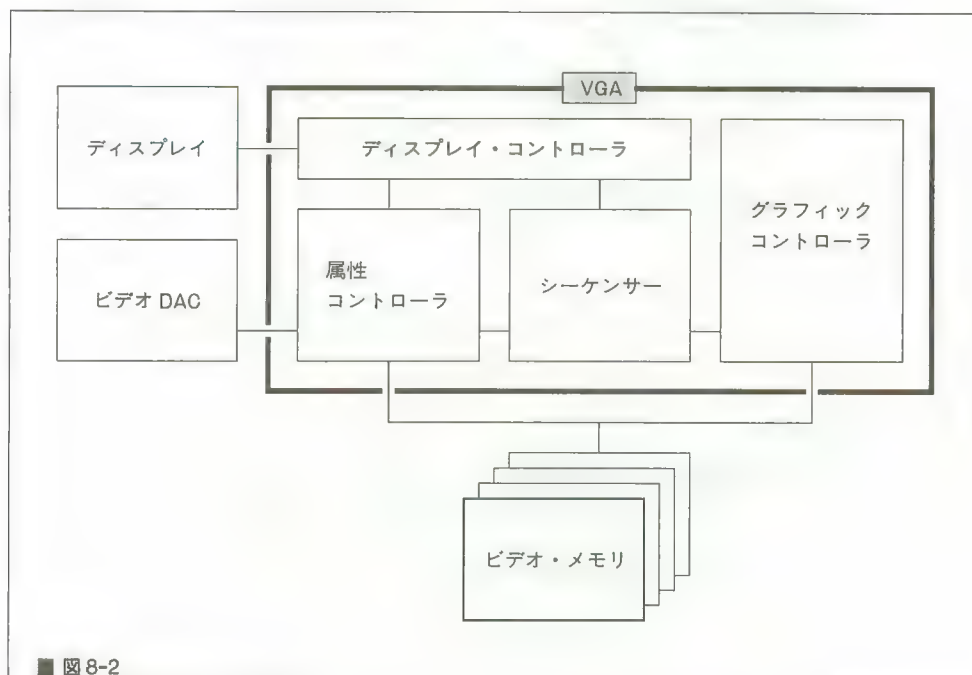 VGA
ディスプレイ
ディスプレイ・コントローラ
グラフィック
コントローラ
ビデオDAC
属性
コントローラ
シーケンサー
ビデオ・メモリ
■ 図8-2